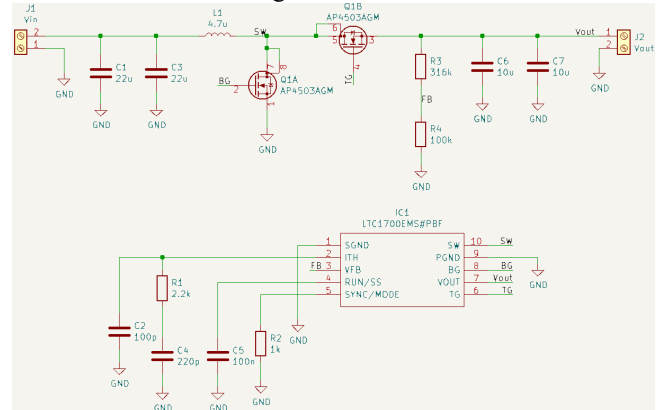 J1
Vin
2
1
GND
C1
22u
GND
C3
22u
GND
L1
4.7u
SW
BG
2
7
8
1
Q1A
AP4503AGM
GND
Q1B
AP4503AGM
6
5
3
4
TG
R3
316k
FB
R4
100k
GND
C6
10u
GND
C7
10u
GND
Vout
1
2
J2
Vout
GND
IC1
LTC1700EMS#PBF
1 SGND
2 ITH
FB 3 VFB
4 RUN/SS
5 SYNC/MODE
SW 10 SW
PGND 9
BG 8 BG
VOUT 7 Vout
TG 6 TG
GND
GND
R1
2.2k
C2
100p
GND
C4
220p
GND
C5
100n
GND
R2
1k
GND